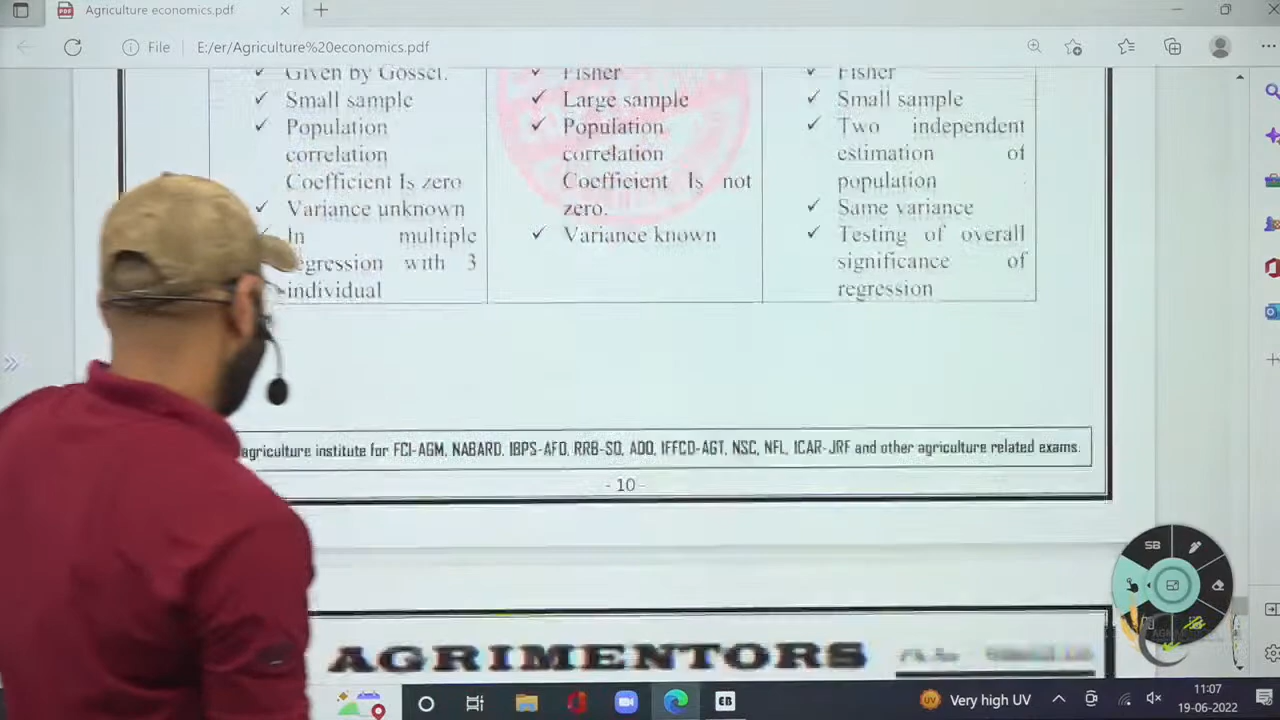 Agriculture economics.pdf
File
E:/er/Agriculture%20economics.pdf
✓ Given by Gosset.
✓ Small sample
✓ Population
correlation
Coefficient Is zero
✓ Variance unknown
In multiple
regression with 3
individual
✓ Fisher
✓ Large sample
✓ Population
correlation
Coefficient Is not
zero.
✓ Variance known
✓ Fisher
✓ Small sample
✓ Two independent
estimation of
population
✓ Same variance
✓ Testing of overall
significance of
regression
agriculture institute for FCI-AGM, NABARD, IBPS-AFO, RRB-SO, ADO, IFFCO-AGT, NSC, NFL, ICAR-JRF and other agriculture related exams.
- 10 -
AGRIMENTORS
SB
EB
UV
Very high UV
11:07
19-06-2022